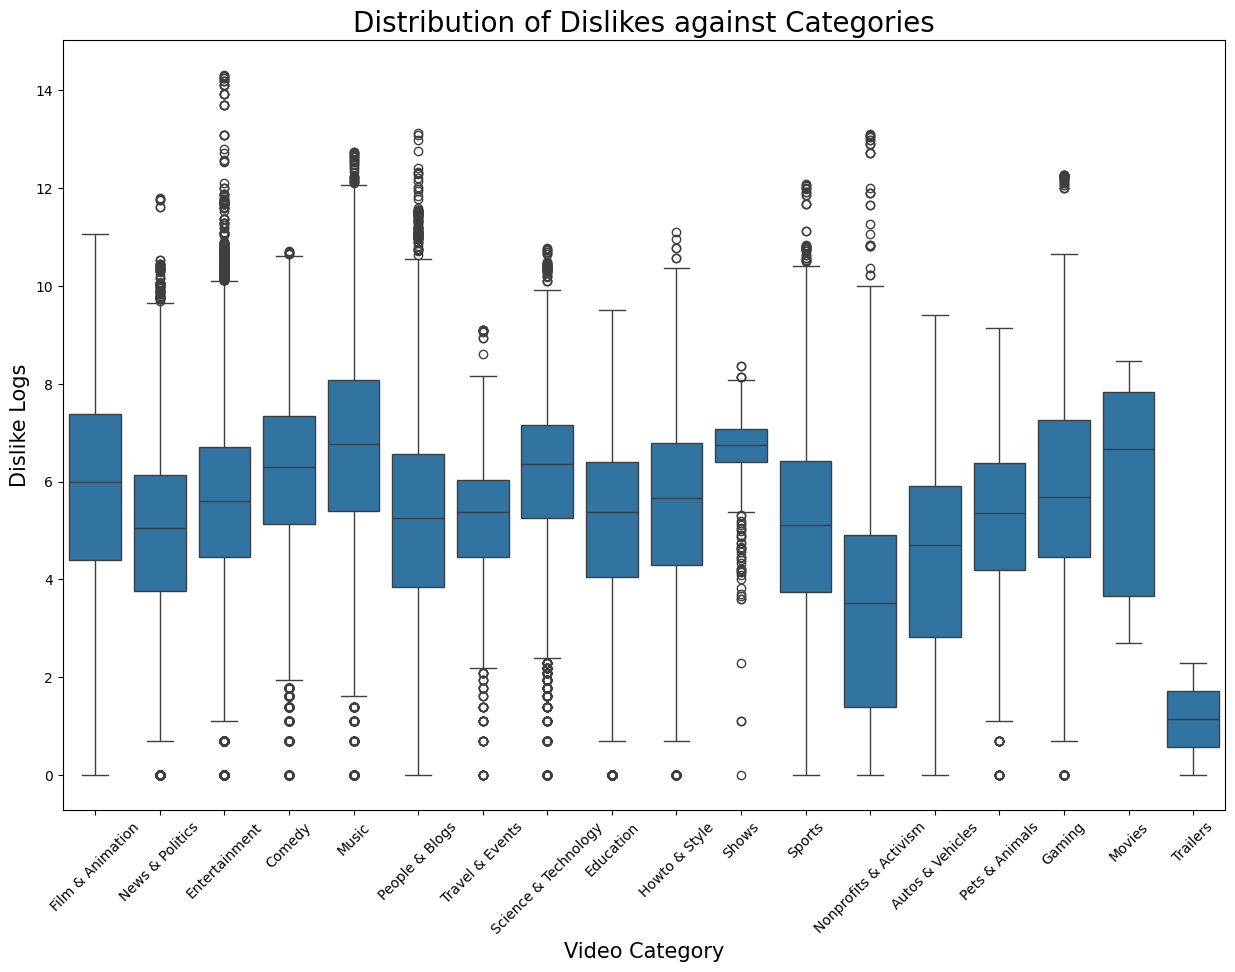 Distribution of Dislikes against Categories
Dislike Logs
14
12
10
8
6
4
2
0
Film & Animation
News & Politics
Entertainment
Comedy
Music
People & Blogs
Travel & Events
Science & Technology
Education
Howto & Style
Shows
Sports
Nonprofits & Activism
Autos & Vehicles
Pets & Animals
Gaming
Movies
Trailers
Video Category